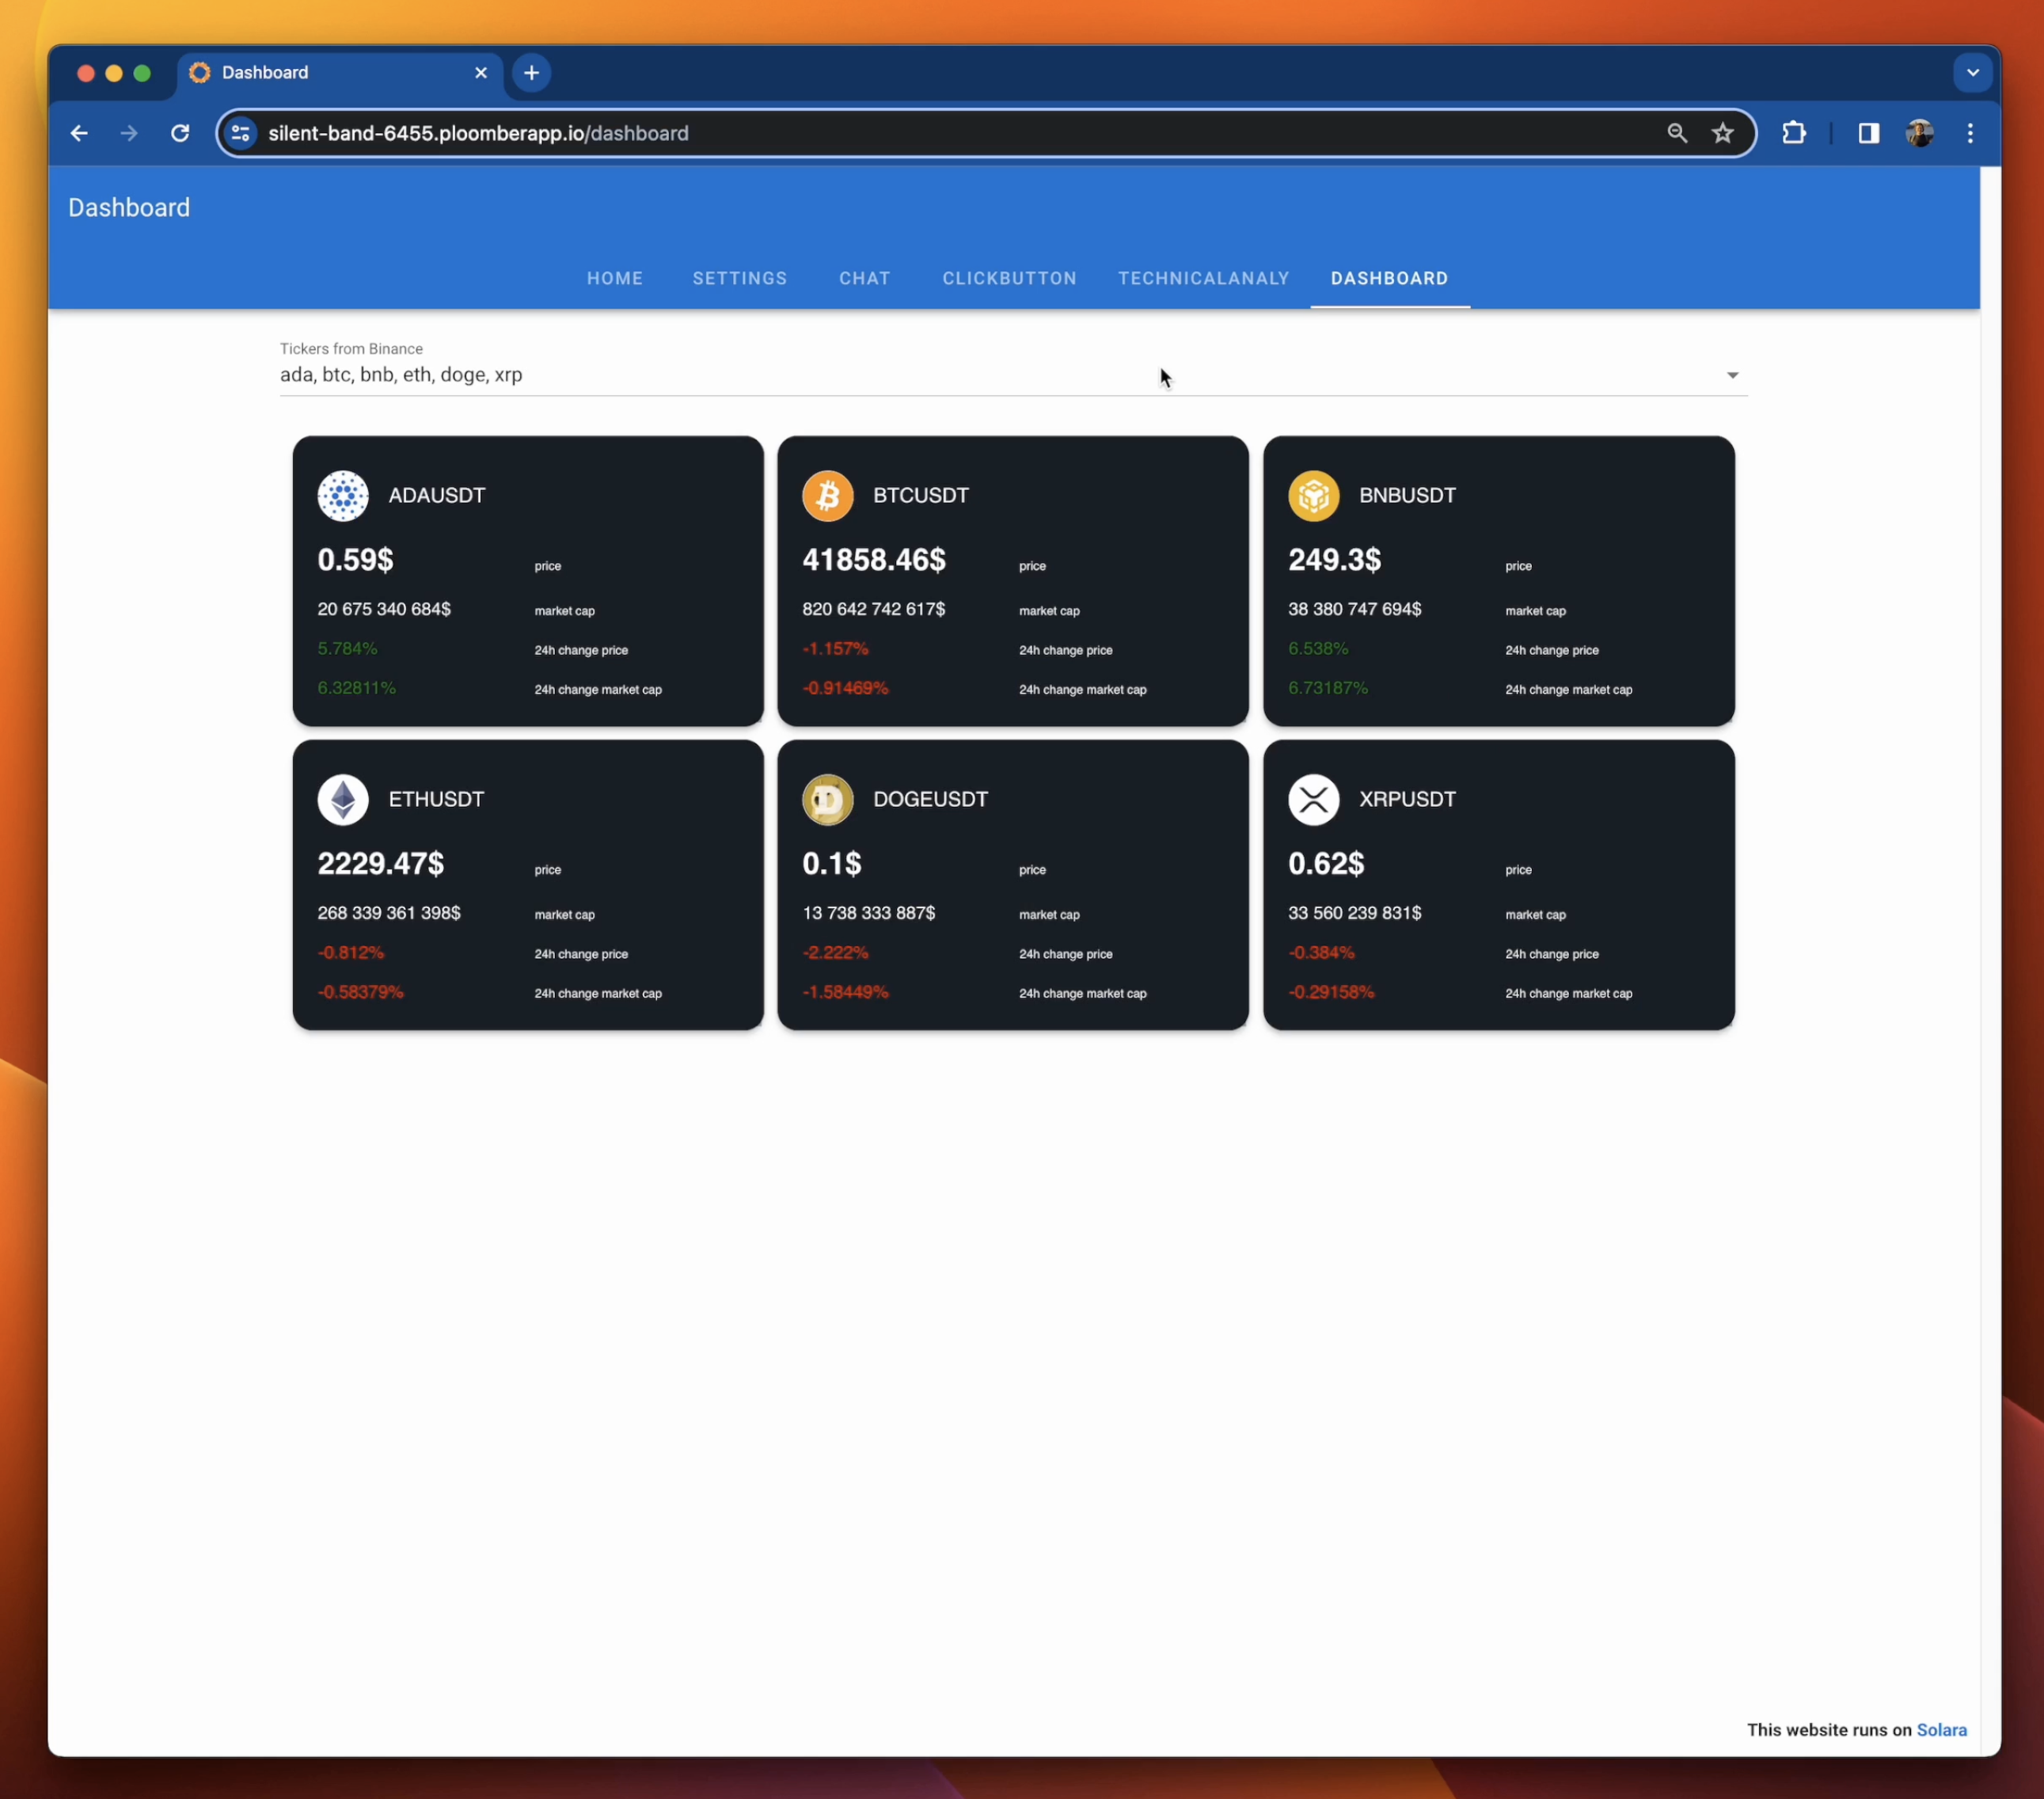 Dashboard
silent-band-6455.ploomberapp.io/dashboard
Dashboard
HOME SETTINGS CHAT CLICKBUTTON TECHNICALANALY DASHBOARD
Tickers from Binance
ada, btc, bnb, eth, doge, xrp
ADAUSDT
0.59$ price
20 675 340 684$ market cap
5.784% 24h change price
6.32811% 24h change market cap
BTCUSDT
41858.46$ price
820 642 742 617$ market cap
-1.157% 24h change price
-0.91469% 24h change market cap
BNBUSDT
249.3$ price
38 380 747 694$ market cap
6.538% 24h change price
6.73187% 24h change market cap
ETHUSDT
2229.47$ price
268 339 361 398$ market cap
-0.812% 24h change price
-0.58379% 24h change market cap
DOGEUSDT
0.1$ price
13 738 333 887$ market cap
-2.222% 24h change price
-1.58449% 24h change market cap
XRPUSDT
0.62$ price
33 560 239 831$ market cap
-0.384% 24h change price
-0.29158% 24h change market cap
This website runs on Solara